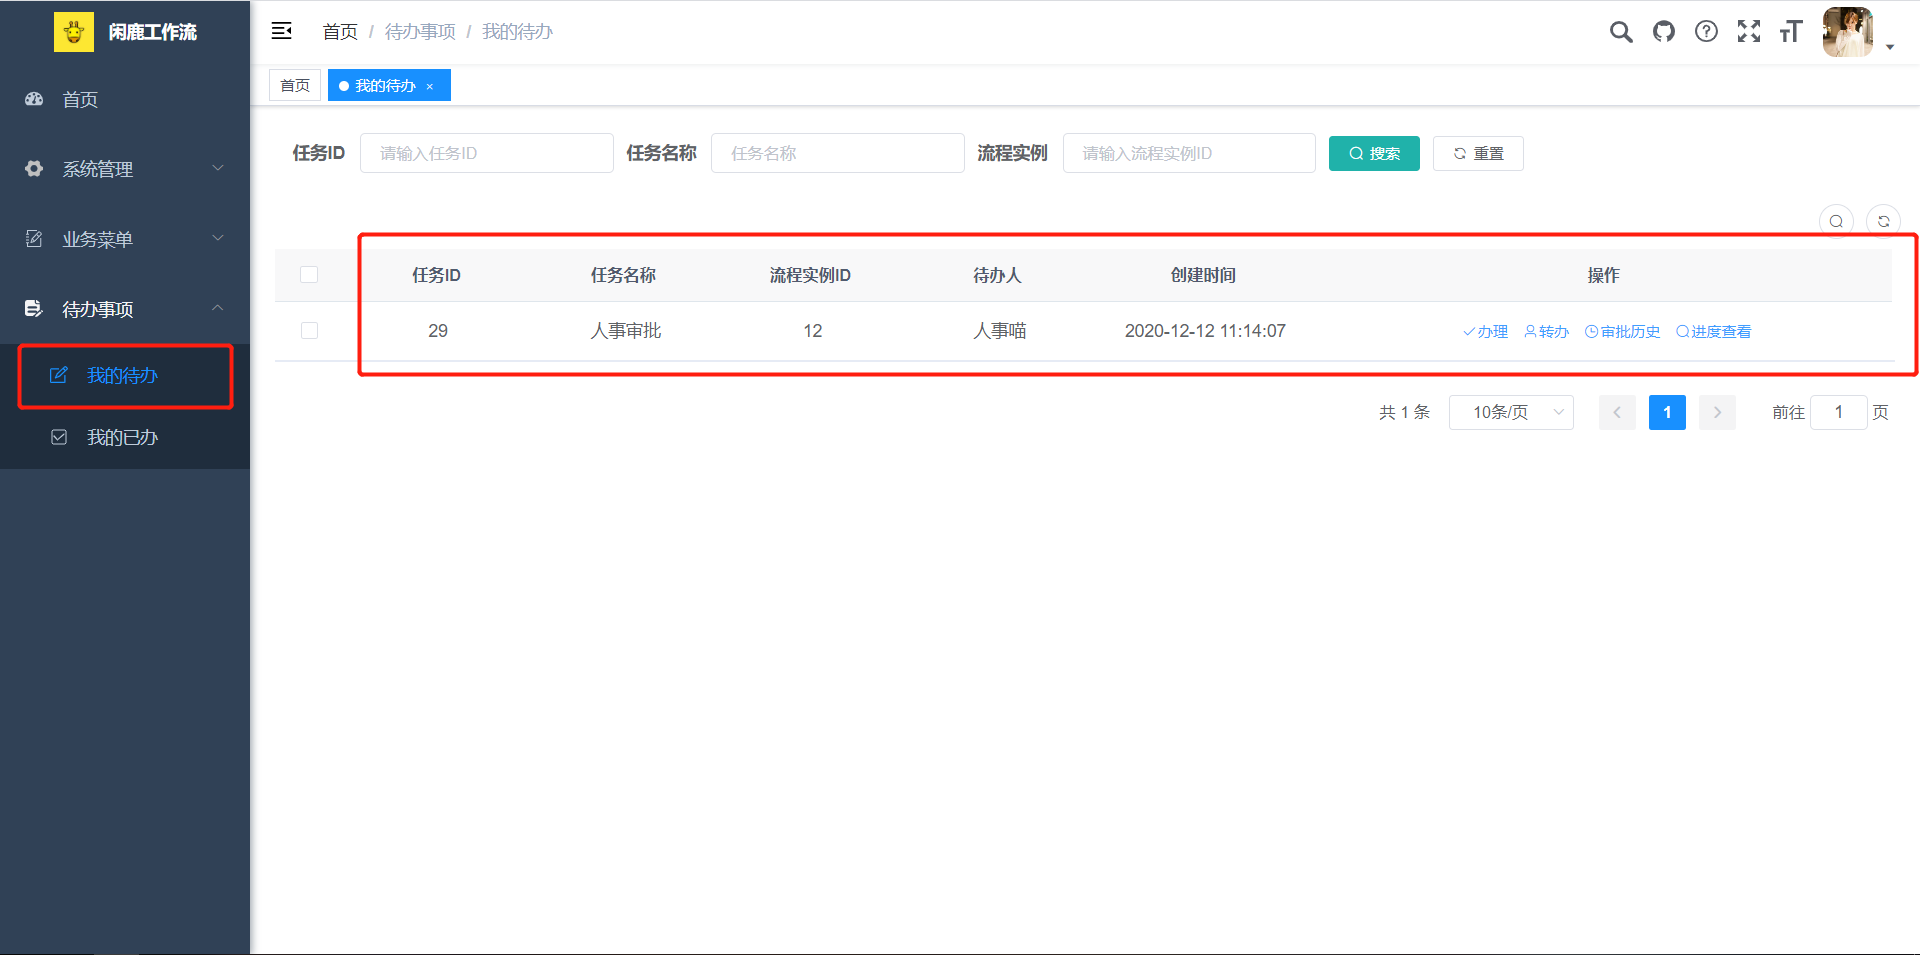 闲鹿工作流
首页 / 待办事项 / 我的待办
首页
系统管理
业务菜单
待办事项
我的待办
我的已办
首页 我的待办 ×
任务ID 请输入任务ID 任务名称 任务名称 流程实例 请输入流程实例ID 搜索 重置
任务ID 任务名称 流程实例ID 待办人 创建时间 操作
29 人事审批 12 人事喵 2020-12-12 11:14:07 办理 转办 审批历史 进度查看
共 1 条 10条/页 1 前往 1 页